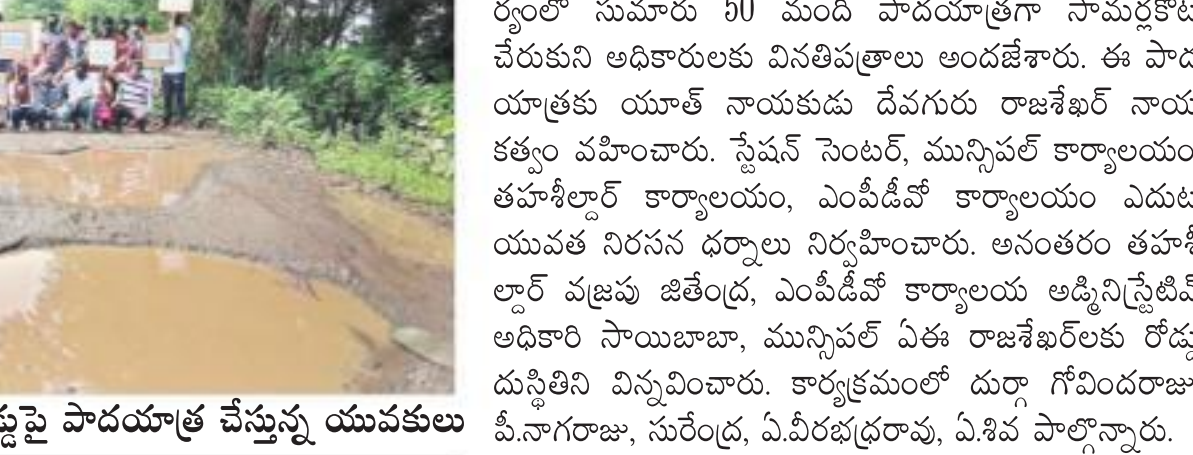 ర్యంలో సుమారు 50 మంది పాదయాత్రగా సామర్లకోట
చేరుకుని అధికారులకు వినతిపత్రాలు అందజేశారు. ఈ పాద
యాత్రకు యూత్ నాయకుడు దేవగురు రాజశేఖర్ నాయ
కత్వం వహించారు. స్టేషన్ సెంటర్, మున్సిపల్ కార్యాలయం
తహశీల్దార్ కార్యాలయం, ఎంపీడీవో కార్యాలయం ఎదుట
యువత నిరసన ధర్నాలు నిర్వహించారు. అనంతరం తహశీ
ల్దార్ వజ్రపు జితేంద్ర, ఎంపీడీవో కార్యాలయ అడ్మినిస్ట్రేటివ్
అధికారి సాయిబాబా, మున్సిపల్ ఏఈ రాజశేఖర్‌లకు రోడ్డు
దుస్థితిని విన్నవించారు. కార్యక్రమంలో దుర్గా గోవిందరాజు
పీ.నాగరాజు, సురేంద్ర, ఏ.వీరభధ్రరావు, ఏ.శివ పాల్గొన్నారు.
డ్డుపై పాదయాత్ర చేస్తున్న యువకులు